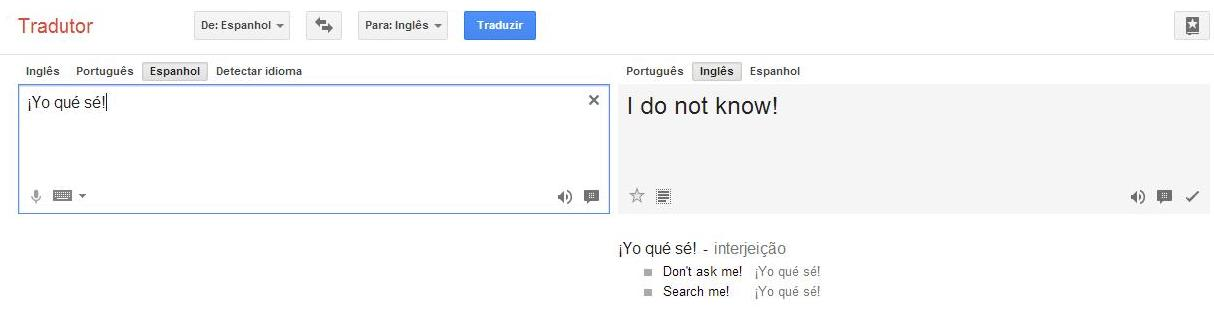 Tradutor De: Espanhol Para: Inglês Traduzir
Inglês Português Espanhol Detectar idioma
Português Inglês Espanhol
¡Yo qué sé!
I do not know!
¡Yo qué sé! - interjeição
Don't ask me! ¡Yo qué sé!
Search me! ¡Yo qué sé!